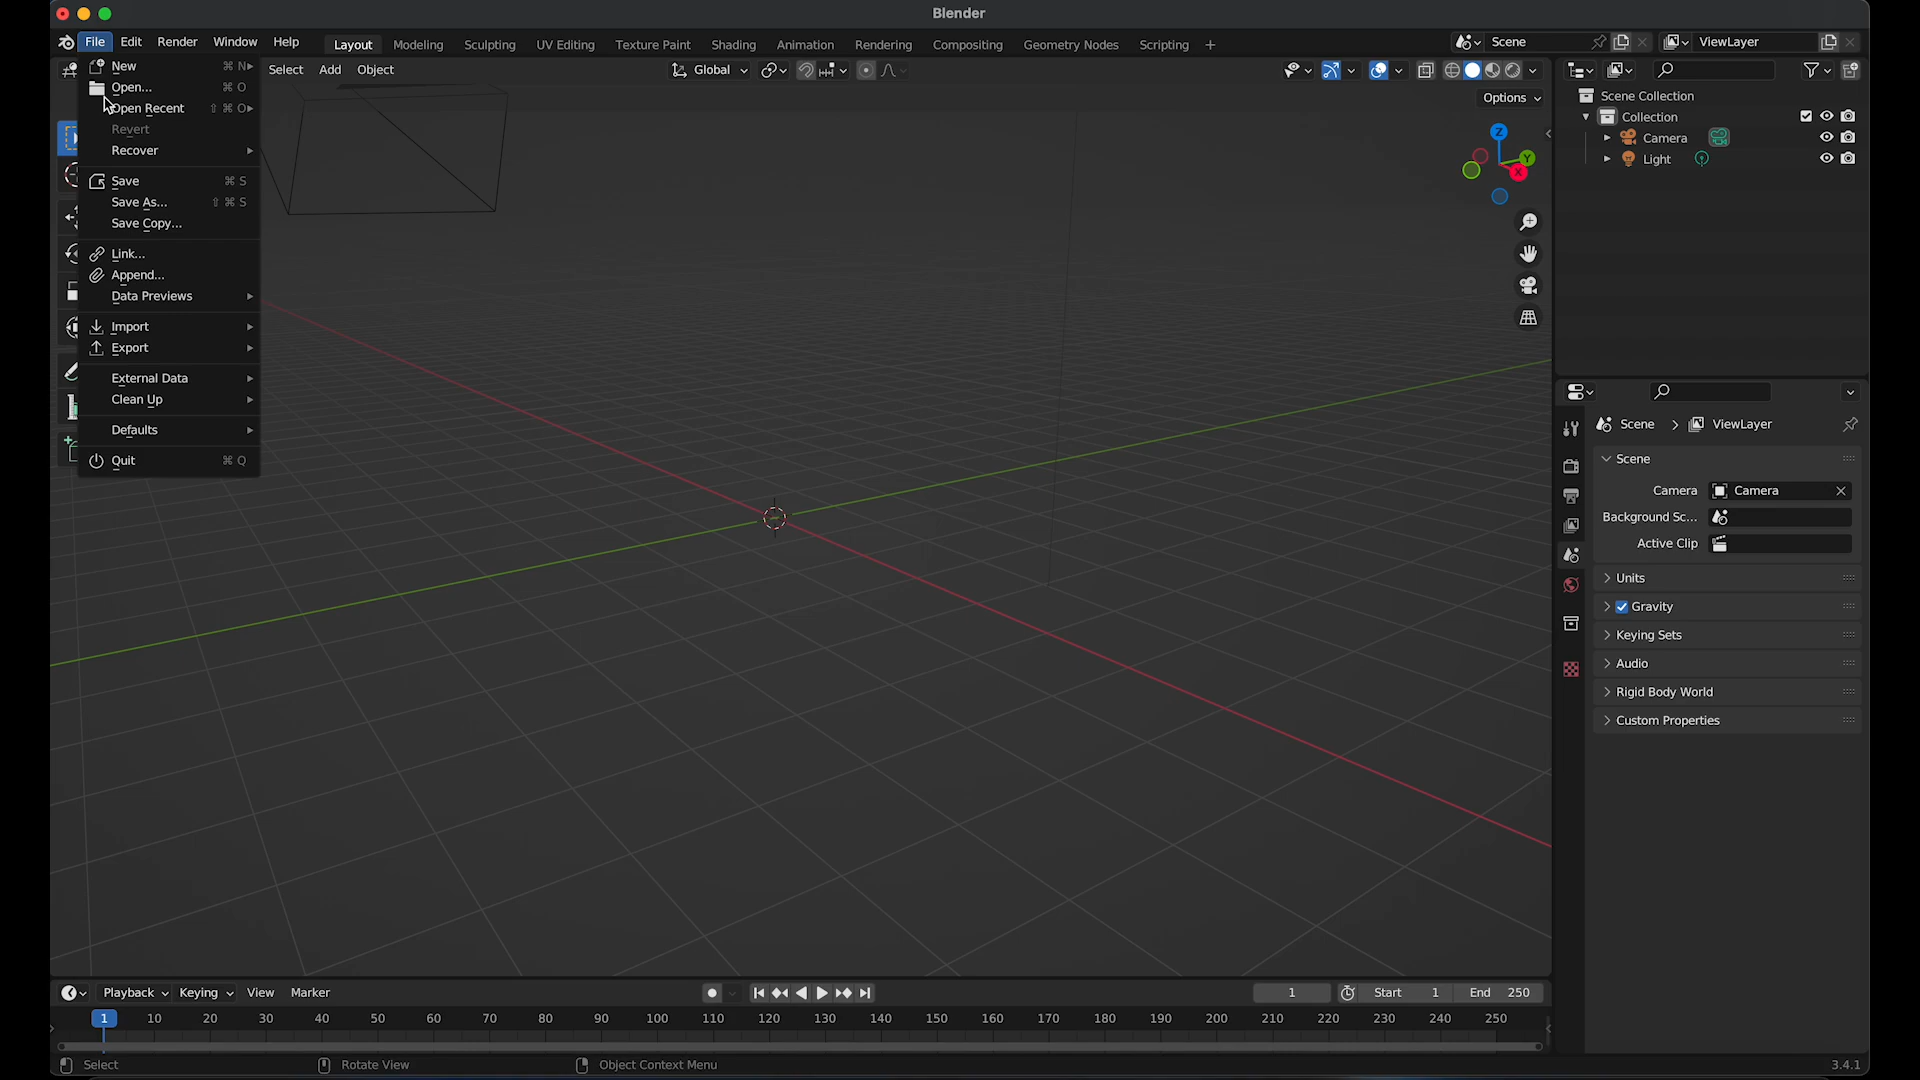 Blender
File Edit Render Window Help Layout Modeling Sculpting UV Editing Texture Paint Shading Animation Rendering Compositing Geometry Nodes Scripting + Scene ViewLayer
Select Add Object Global
Options
New ⌘ N
Open... ⌘ O
Open Recent ⇧ ⌘ O
Revert
Recover
Save ⌘ S
Save As... ⇧ ⌘ S
Save Copy...
Link...
Append...
Data Previews
Import
Export
External Data
Clean Up
Defaults
Quit ⌘ Q
Z
Y
X
Scene Collection
Collection
Camera
Light
Scene > ViewLayer
Scene
Camera Camera
Background Sc...
Active Clip
Units
Gravity
Keying Sets
Audio
Rigid Body World
Custom Properties
Playback Keying View Marker 1 Start 1 End 250
1 10 20 30 40 50 60 70 80 90 100 110 120 130 140 150 160 170 180 190 200 210 220 230 240 250
Select Rotate View Object Context Menu 3.4.1